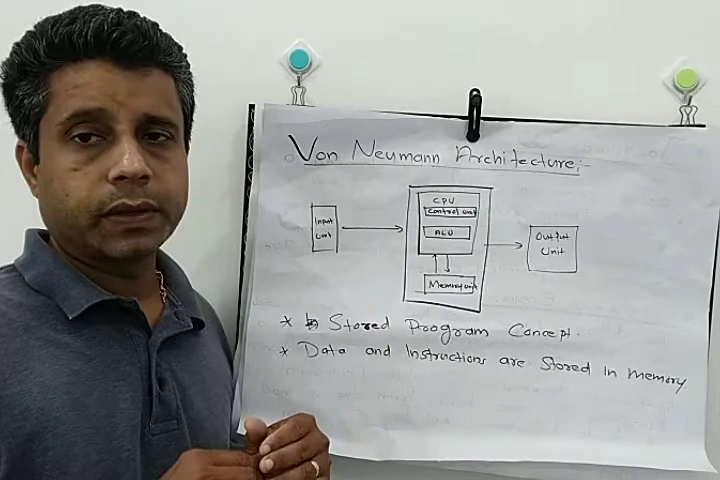 Von Neumann Architecture:-
CPU
Control unit
Input
Unit
ALU
Output
Unit
Memory unit
* Stored Program Concept.
* Data and Instructions are Stored in memory